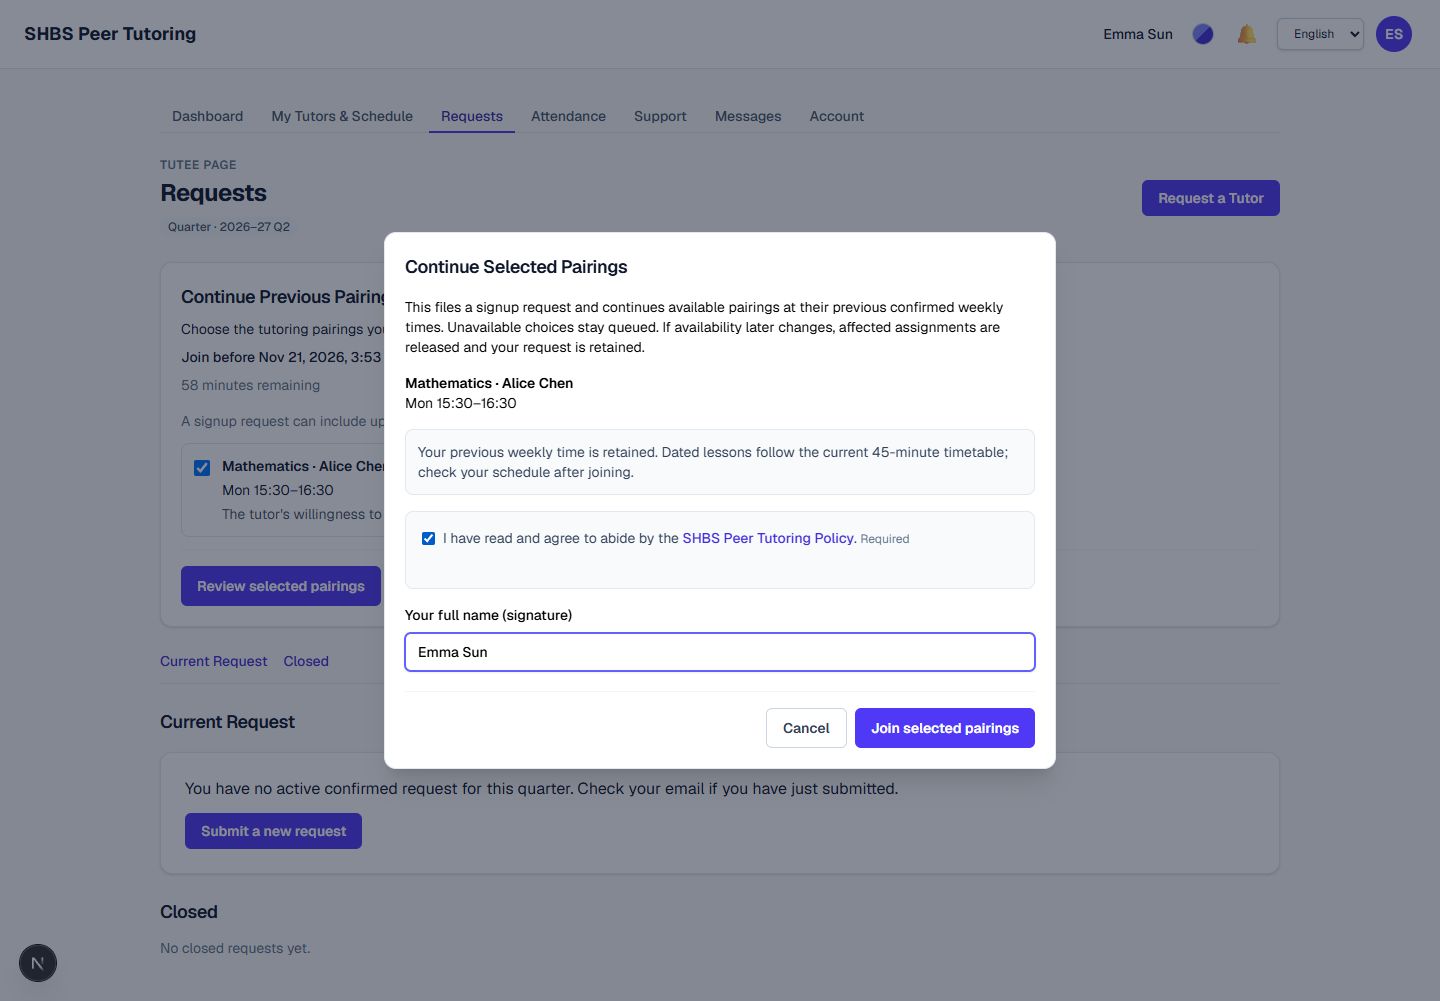 SHBS Peer Tutoring
Emma Sun
English
ES
Dashboard
My Tutors & Schedule
Requests
Attendance
Support
Messages
Account
TUTEE PAGE
Requests
Quarter · 2026–27 Q2
Request a Tutor
Continue Previous Pairing
Choose the tutoring pairings
Join before Nov 21, 2026, 3:53
58 minutes remaining
A signup request can include up
Mathematics · Alice
Mon 15:30–16:30
The tutor's willingness to
Review selected pairings
Continue Selected Pairings
This files a signup request and continues available pairings at their previous confirmed weekly
times. Unavailable choices stay queued. If availability later changes, affected assignments are
released and your request is retained.
Mathematics · Alice Chen
Mon 15:30–16:30
Your previous weekly time is retained. Dated lessons follow the current 45-minute timetable;
check your schedule after joining.
I have read and agree to abide by the SHBS Peer Tutoring Policy. Required
Your full name (signature)
Emma Sun
Cancel
Join selected pairings
Current Request
Closed
Current Request
You have no active confirmed request for this quarter. Check your email if you have just submitted.
Submit a new request
Closed
No closed requests yet.
N